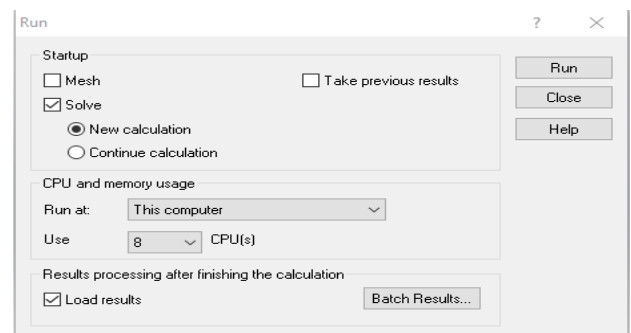 Run ?
Startup
Mesh Take previous results
Solve
New calculation
Continue calculation
CPU and memory usage
Run at: This computer
Use 8 CPU(s)
Results processing after finishing the calculation
Load results Batch Results...
Run
Close
Help